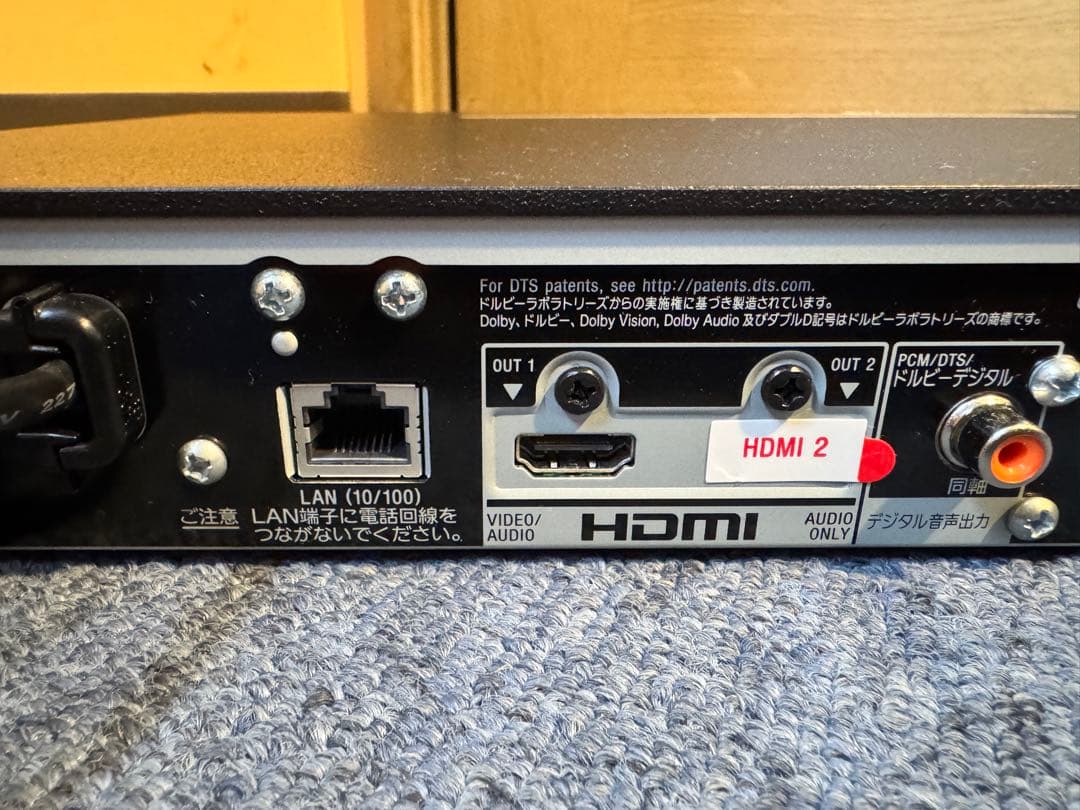 For DTS patents, see http://patents.dts.com.
ドルビーラボラトリーズからの実施権に基づき製造されています。
Dolby、ドルビー、Dolby Vision, Dolby Audio 及びダブルD記号はドルビーラボラトリーズの商標です。
OUT 1
OUT 2
PCM/DTS/
ドルビーデジタル
227
HDMI 2
同軸
LAN (10/100)
ご注意 LAN端子に電話回線を
つながないでください。
VIDEO/
AUDIO
HDMI
AUDIO
ONLY
デジタル音声出力